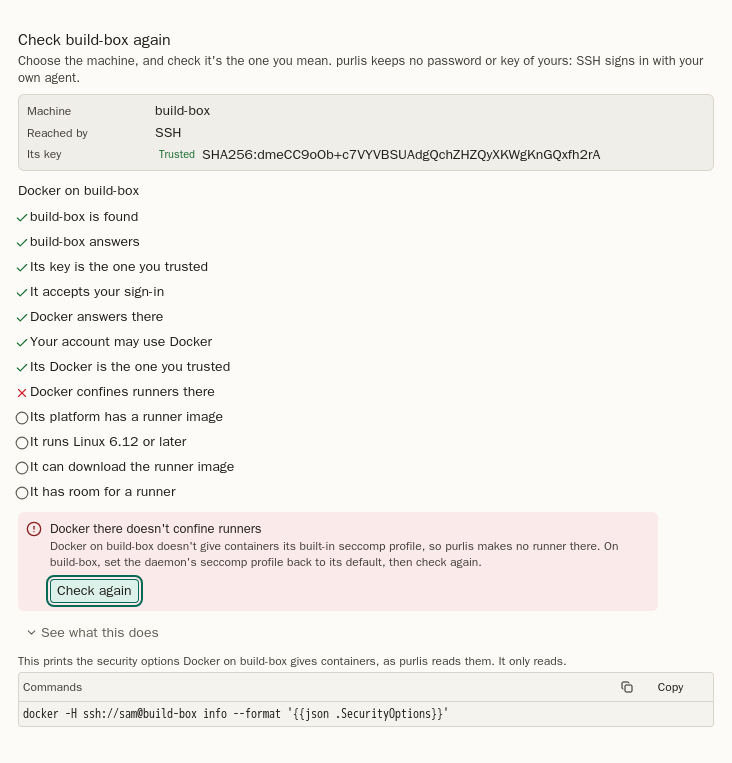 Check build-box again
Choose the machine, and check it's the one you mean. purlis keeps no password or key of yours: SSH signs in with your
own agent.
Machine build-box
Reached by SSH
Its key Trusted SHA256:dmeCC9oOb+c7VYVBSUAdgQchZHZQyXKWgKnGQxfh2rA
Docker on build-box
build-box is found
build-box answers
Its key is the one you trusted
It accepts your sign-in
Docker answers there
Your account may use Docker
Its Docker is the one you trusted
Docker confines runners there
Its platform has a runner image
It runs Linux 6.12 or later
It can download the runner image
It has room for a runner
Docker there doesn't confine runners
Docker on build-box doesn't give containers its built-in seccomp profile, so purlis makes no runner there. On
build-box, set the daemon's seccomp profile back to its default, then check again.
Check again
See what this does
This prints the security options Docker on build-box gives containers, as purlis reads them. It only reads.
Commands Copy
docker -H ssh://sam@build-box info --format '{{json .SecurityOptions}}'